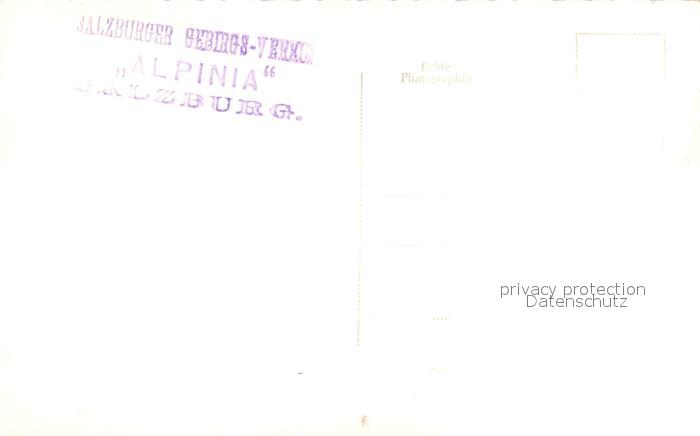 SALZBURGER GEBIRGS-VEREIN
„ALPINIA“
SALZBURG.
Echte
Photographie
privacy protection
Datenschutz